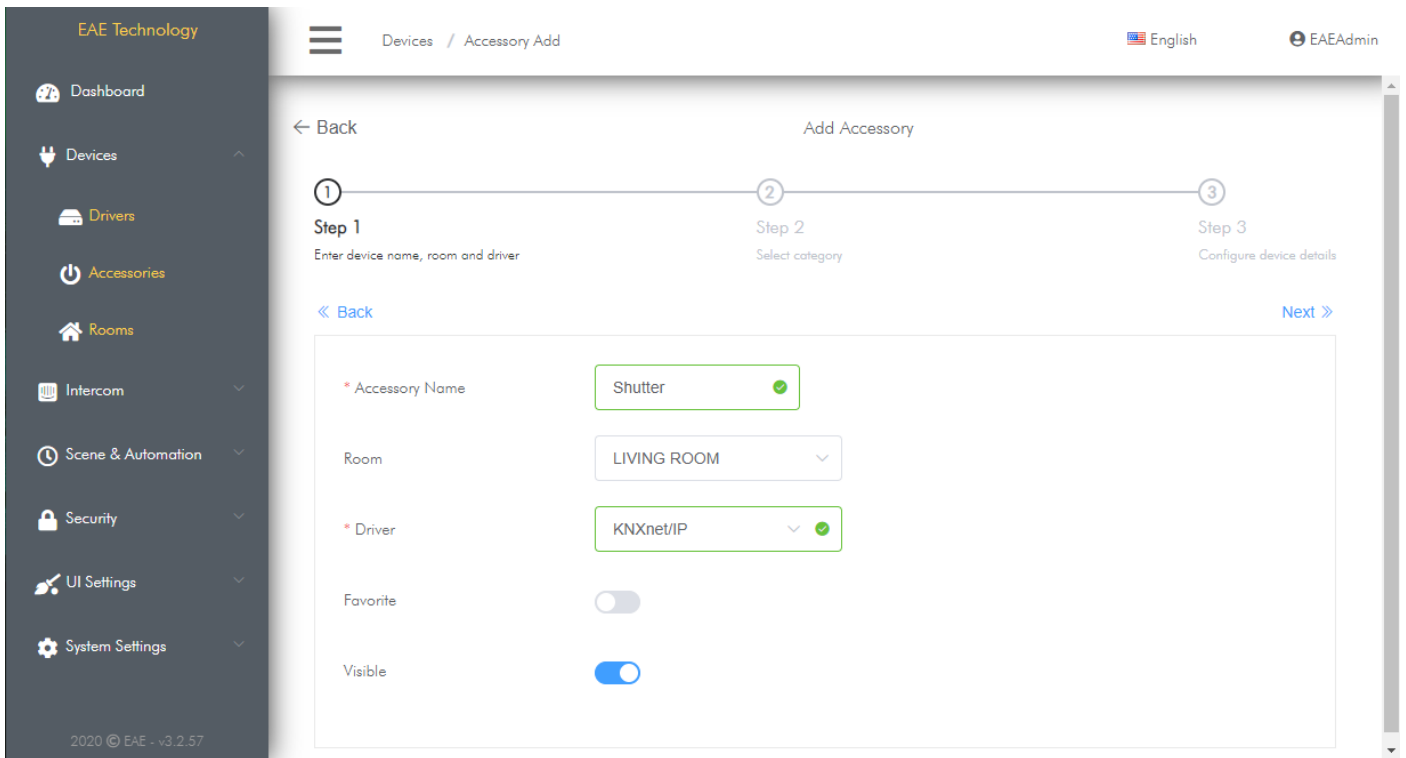 EAE Technology
Devices / Accessory Add
English
EAEAdmin
Dashboard
Devices
Drivers
Accessories
Rooms
Intercom
Scene & Automation
Security
UI Settings
System Settings
2020 © EAE - v3.2.57
← Back
Add Accessory
1
2
3
Step 1
Step 2
Step 3
Enter device name, room and driver
Select category
Configure device details
« Back
Next »
* Accessory Name
Shutter
Room
LIVING ROOM
* Driver
KNXnet/IP
Favorite
Visible